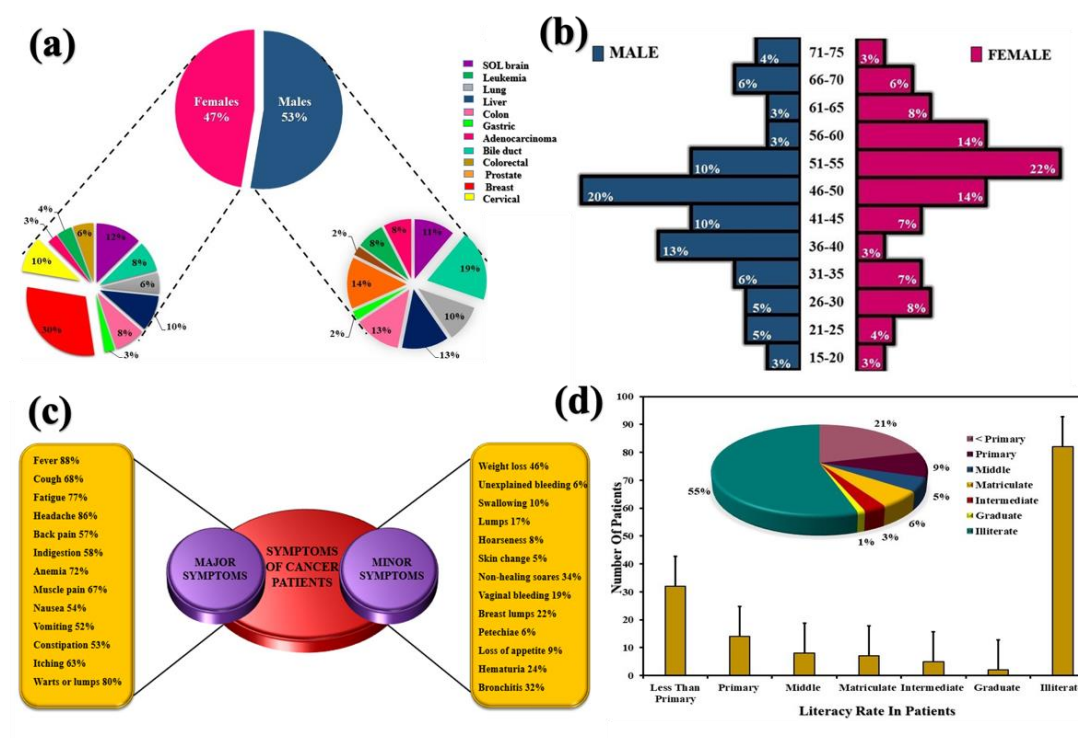 (a)
Females
47%
Males
53%
SOL brain
Leukemia
Lung
Liver
Colon
Gastric
Adenocarcinoma
Bile duct
Colorectal
Prostate
Breast
Cervical
4%
3%
6%
12%
8%
6%
10%
8%
3%
30%
10%
2%
8%
8%
11%
19%
10%
13%
13%
2%
14%
(b)
MALE
FEMALE
4% 71-75 3%
6% 66-70 6%
3% 61-65 8%
3% 56-60 14%
10% 51-55 22%
20% 46-50 14%
10% 41-45 7%
13% 36-40 3%
6% 31-35 7%
5% 26-30 8%
5% 21-25 4%
3% 15-20 3%
(c)
Fever 88%
Cough 68%
Fatigue 77%
Headache 86%
Back pain 57%
Indigestion 58%
Anemia 72%
Muscle pain 67%
Nausea 54%
Vomiting 52%
Constipation 53%
Itching 63%
Warts or lumps 80%
MAJOR
SYMPTOMS
SYMPTOMS
OF CANCER
PATIENTS
MINOR
SYMPTOMS
Weight loss 46%
Unexplained bleeding 6%
Swallowing 10%
Lumps 17%
Hoarseness 8%
Skin change 5%
Non-healing soares 34%
Vaginal bleeding 19%
Breast lumps 22%
Petechiae 6%
Loss of appetite 9%
Hematuria 24%
Bronchitis 32%
(d)
Number Of Patients
100
90
80
70
60
50
40
30
20
10
0
21%
9%
5%
6%
3%
1%
55%
< Primary
Primary
Middle
Matriculate
Intermediate
Graduate
Illiterate
Less Than
Primary
Primary
Middle
Matriculate
Intermediate
Graduate
Illiterat
Literacy Rate In Patients